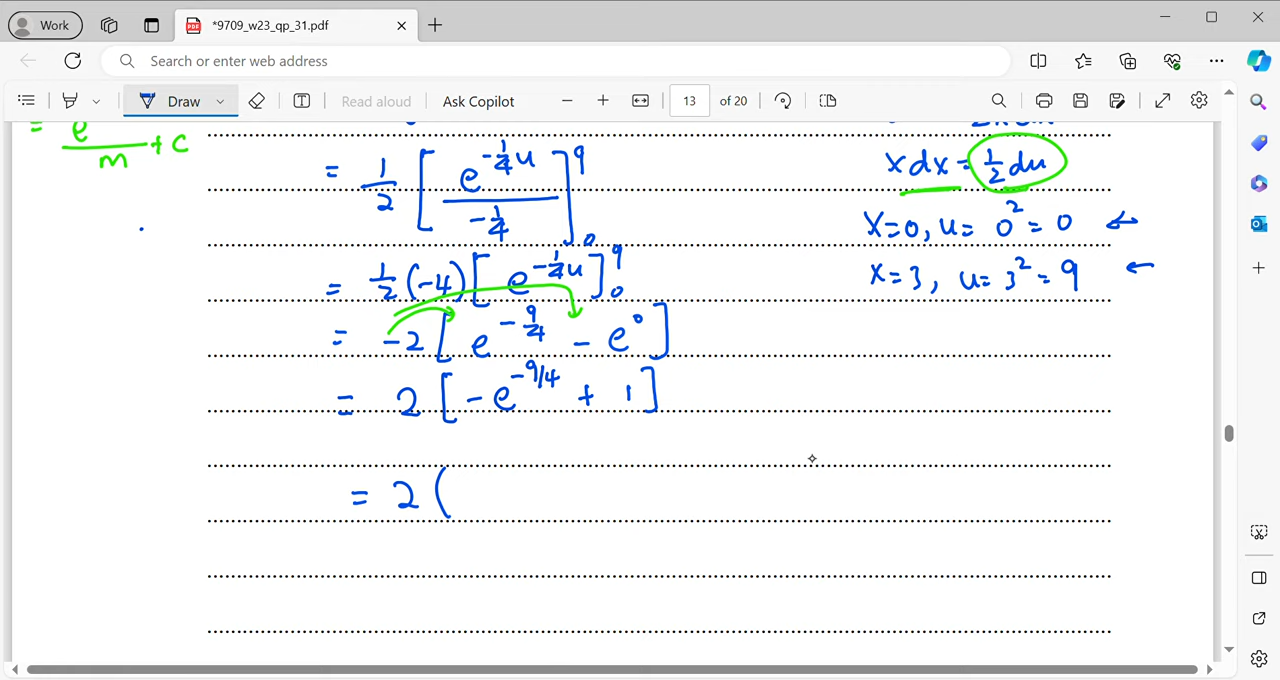 Work
*9709_w23_qp_31.pdf
Search or enter web address
Draw
Read aloud
Ask Copilot
13 of 20
= e / m + c
= 1/2 [ e^(-1/4 u) / (-1/4) ]_0^9
x dx = 1/2 du
x=0, u= 0² = 0 ←
= 1/2 (-4) [ e^(-1/4 u) ]_0^9
x=3, u= 3² = 9 ←
= -2 [ e^(-9/4) - e^0 ]
= 2 [ -e^(-9/4) + 1 ]
= 2 (